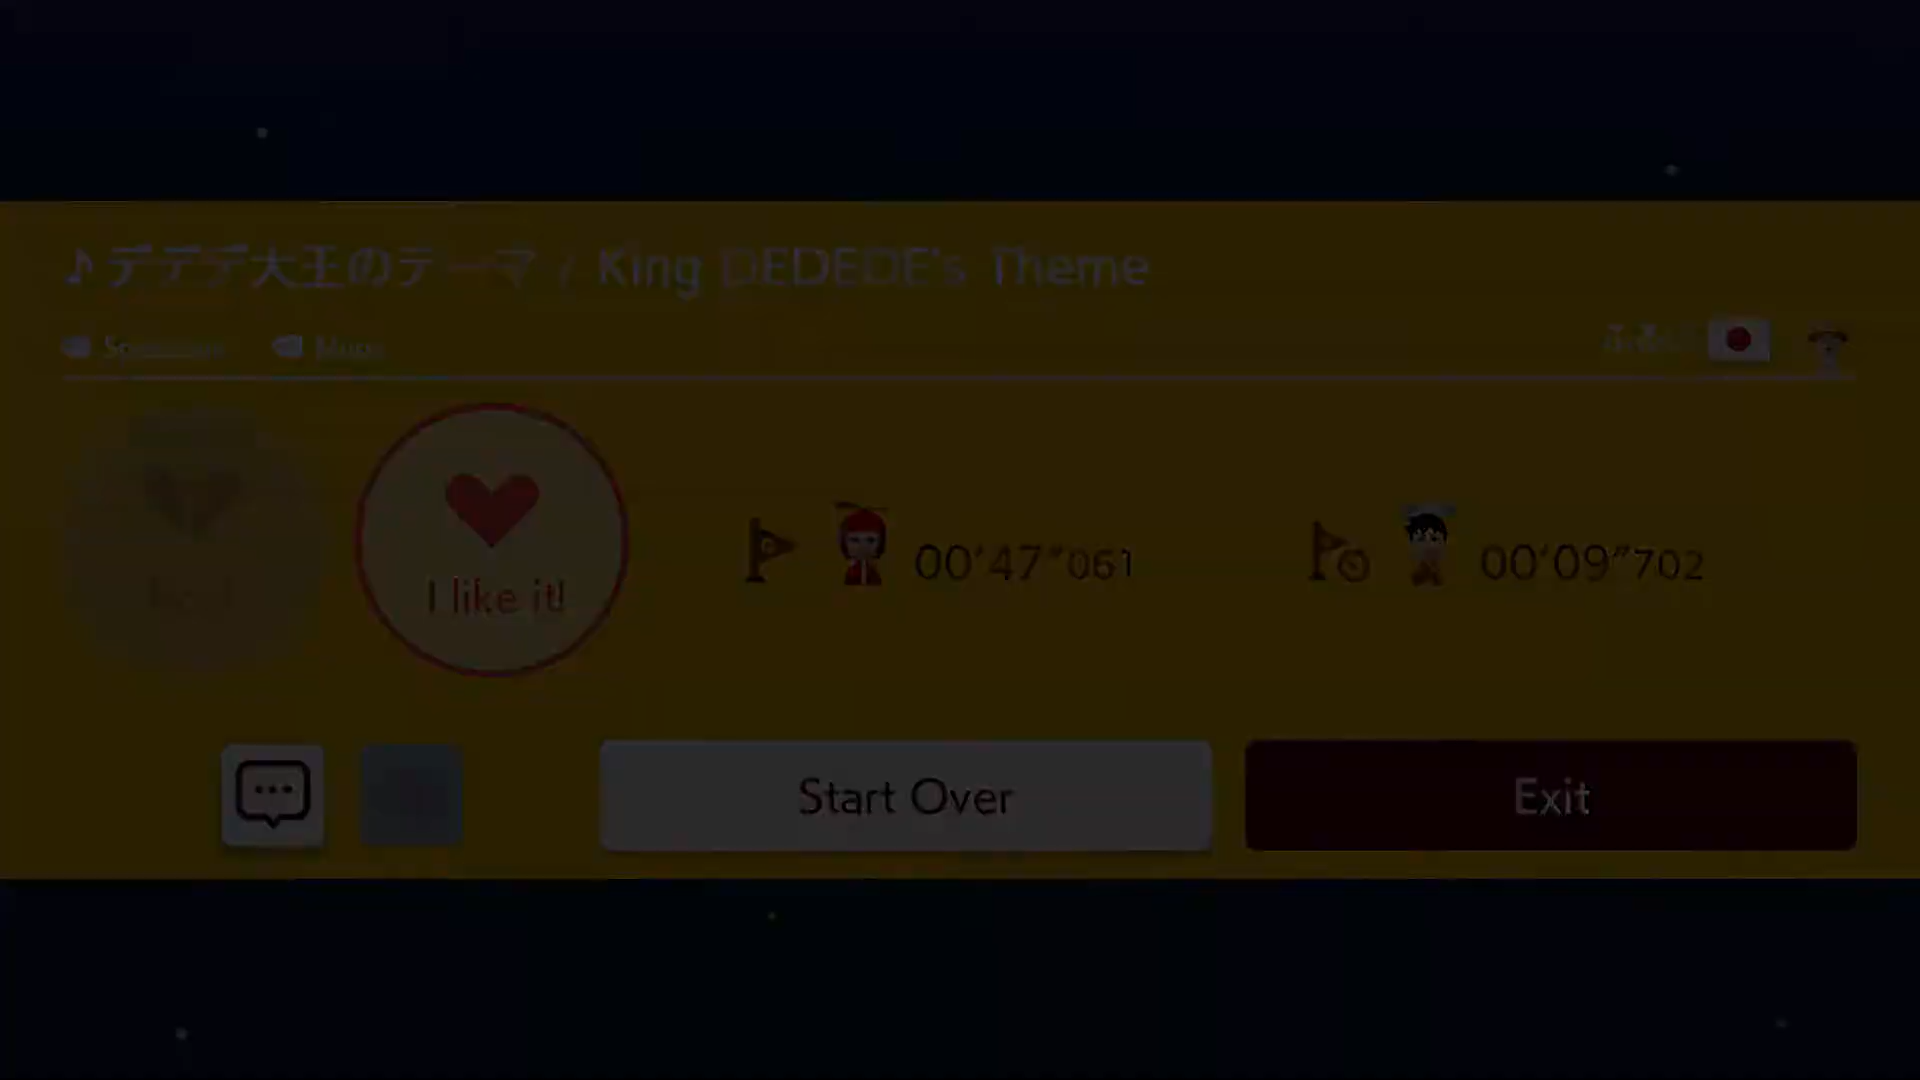 ♪デデデ大王のテーマ / King DEDEDE's Theme
Music
I like it!
00'47"061
00'09"702
Start Over
Exit